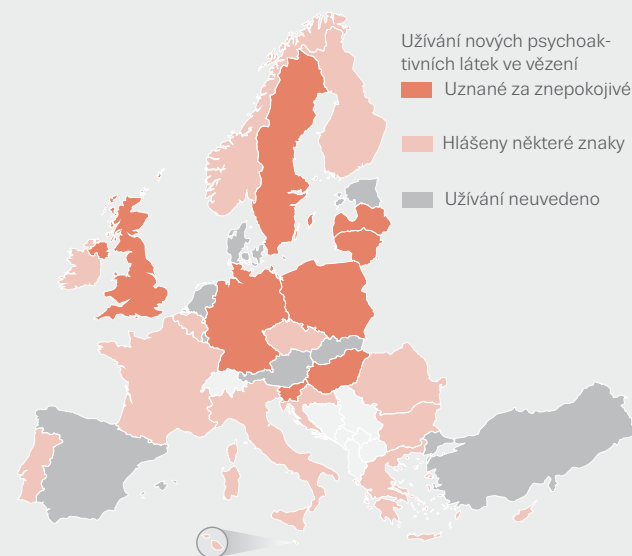 Užívání nových psychoak-
tivních látek ve vězení
Uznané za znepokojivé
Hlášeny některé znaky
Užívání neuvedeno